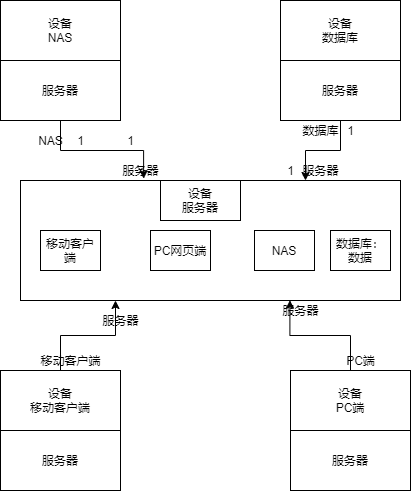 设备
NAS
服务器
设备
数据库
服务器
NAS 1
1
服务器
数据库 1
1 服务器
设备
服务器
移动客户
端
PC网页端
NAS
数据库：
数据
服务器
服务器
移动客户端
PC端
设备
移动客户端
服务器
设备
PC端
服务器